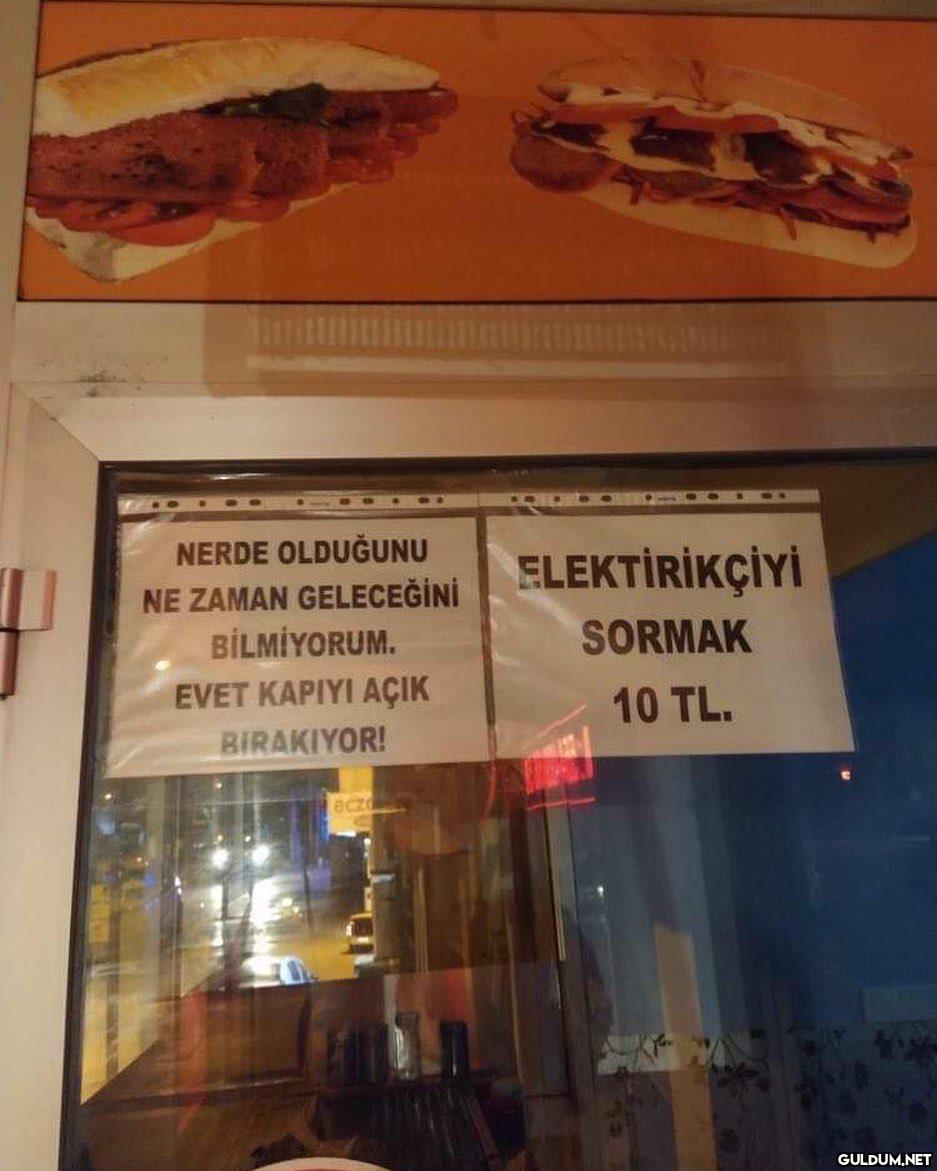 NERDE OLDUĞUNU
NE ZAMAN GELECEĞİNİ
BİLMİYORUM.
EVET KAPIYI AÇIK
BIRAKIYOR!
ELEKTİRİKÇİYİ
SORMAK
10 TL.
GULDUM.NET